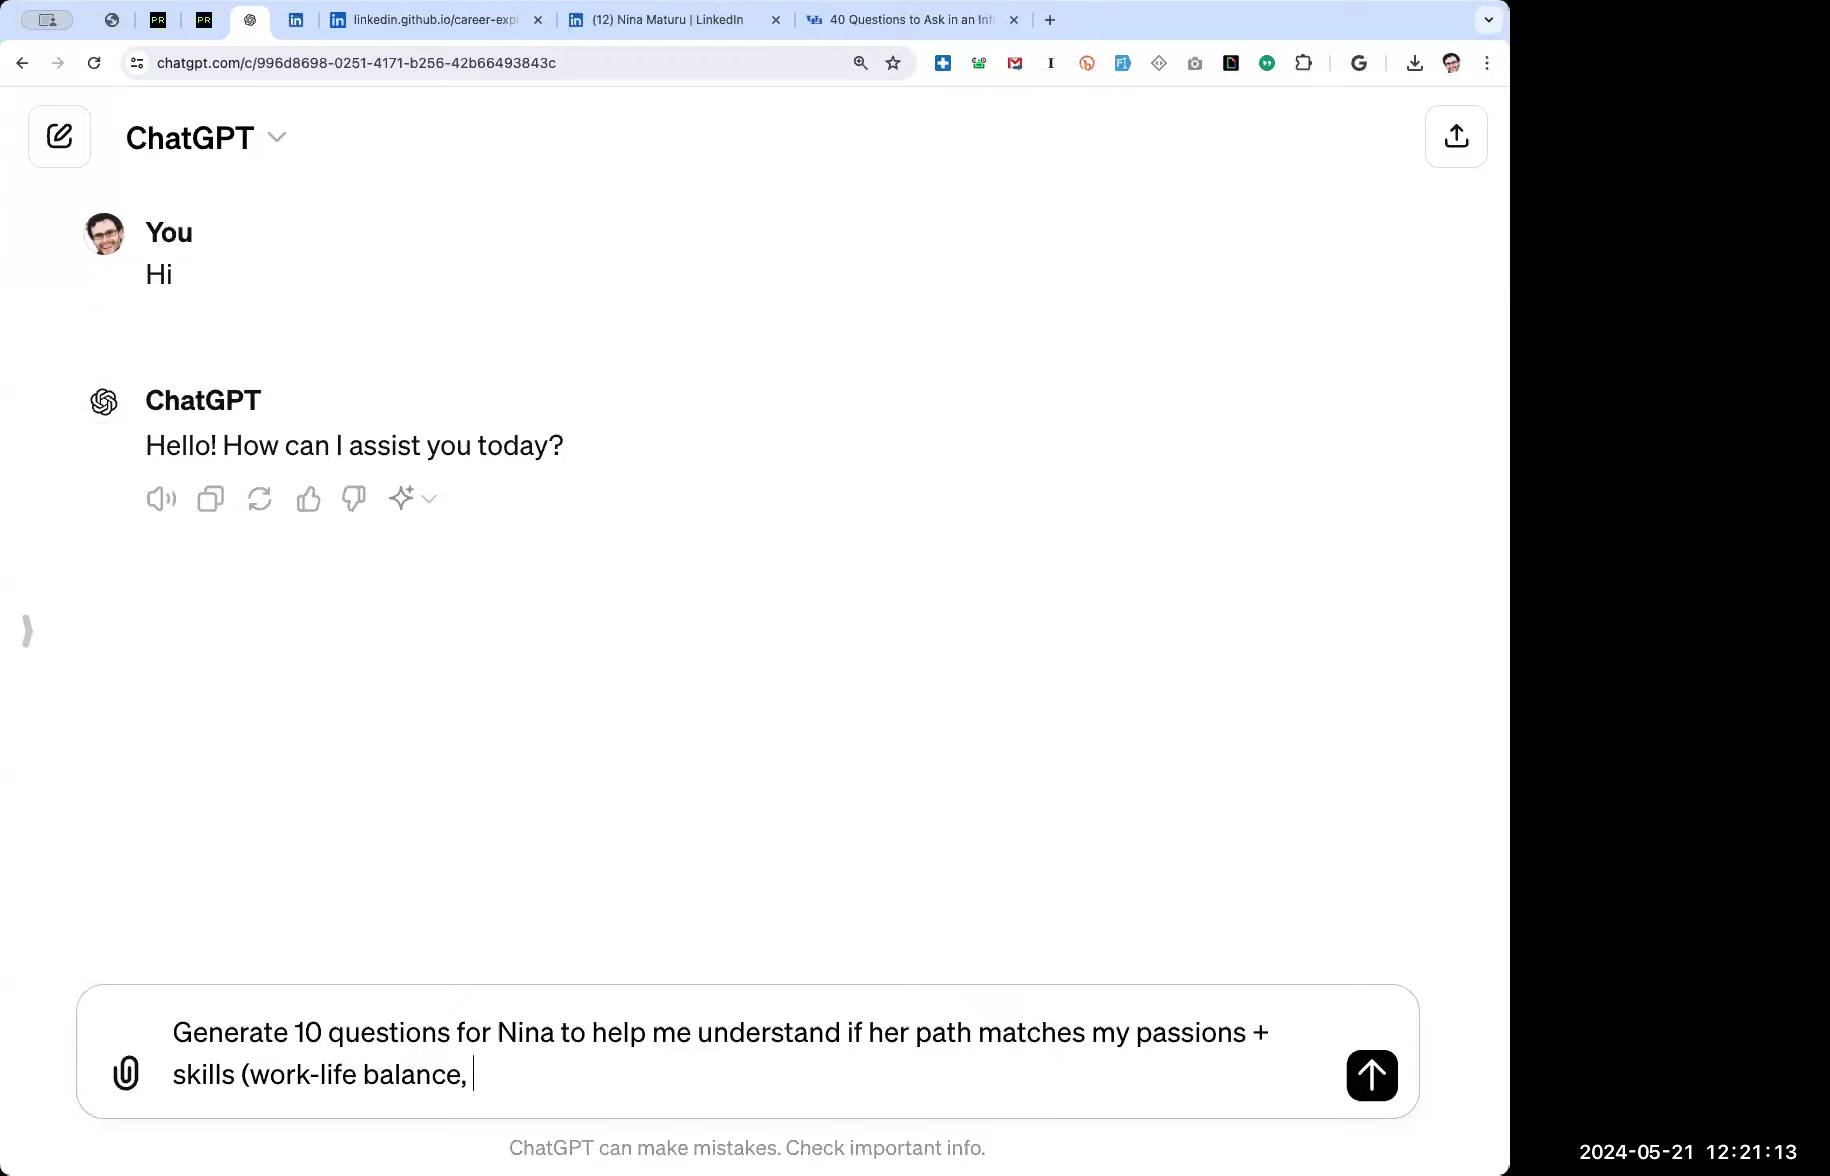 PR
PR
linkedin.github.io/career-exp
(12) Nina Maturu | LinkedIn
40 Questions to Ask in an Inf
chatgpt.com/c/996d8698-0251-4171-b256-42b66493843c
ChatGPT
You
Hi
ChatGPT
Hello! How can I assist you today?
Generate 10 questions for Nina to help me understand if her path matches my passions +
skills (work-life balance,
ChatGPT can make mistakes. Check important info.
2024-05-21 12:21:13